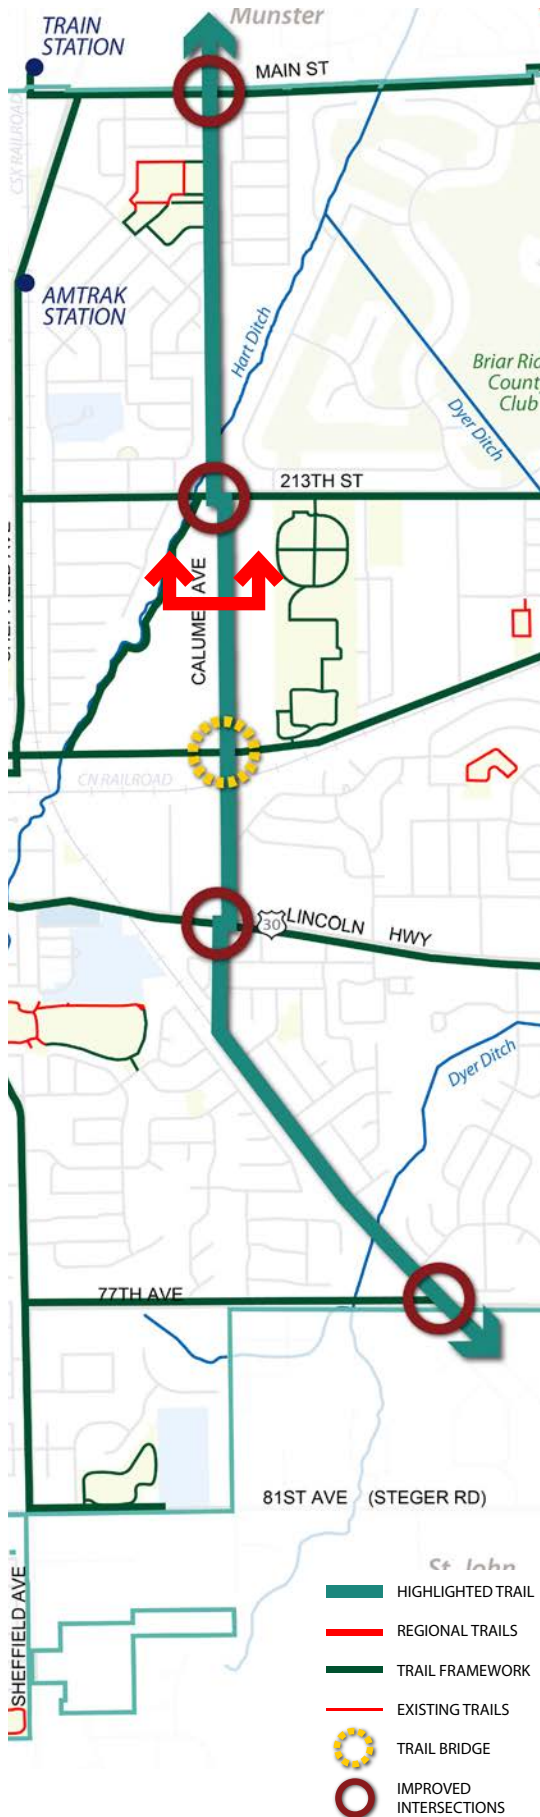 Munster
TRAIN
STATION
MAIN ST
CSX RAILROAD
AMTRAK
STATION
Hart Ditch
Briar Rid
Count
Club
Dyer Ditch
213TH ST
CALUME
AVE
CN RAILROAD
30
LINCOLN HWY
Dyer Ditch
77TH AVE
81ST AVE (STEGER RD)
St. John
SHEFFIELD AVE
HIGHLIGHTED TRAIL
REGIONAL TRAILS
TRAIL FRAMEWORK
EXISTING TRAILS
TRAIL BRIDGE
IMPROVED
INTERSECTIONS